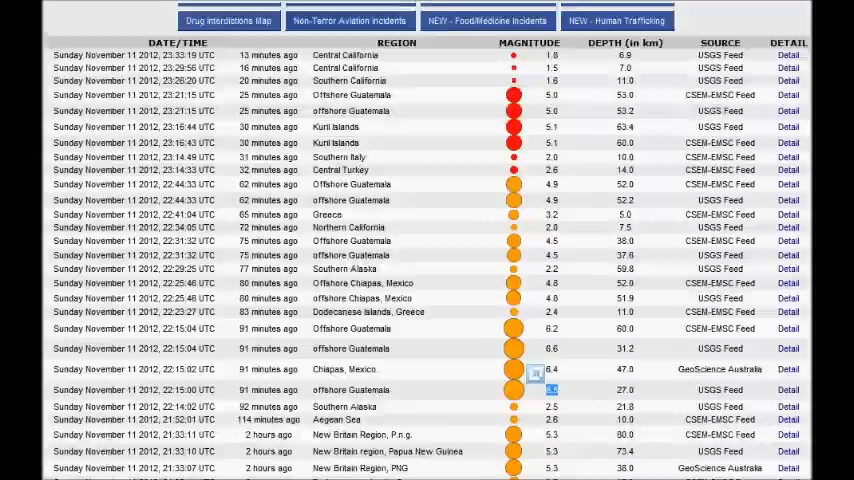 Drug Interdictions Map Non-Terror Aviation Incidents NEW - Food/Medicine Incidents NEW - Human Trafficking
DATE/TIME REGION MAGNITUDE DEPTH (in km) SOURCE DETAIL
Sunday November 11 2012, 23:33:19 UTC 13 minutes ago Central California 1.8 6.9 USGS Feed Detail
Sunday November 11 2012, 23:29:56 UTC 16 minutes ago Central California 1.5 7.0 USGS Feed Detail
Sunday November 11 2012, 23:26:20 UTC 20 minutes ago Southern California 1.6 11.0 USGS Feed Detail
Sunday November 11 2012, 23:21:15 UTC 25 minutes ago Offshore Guatemala 5.0 53.0 CSEM-EMSC Feed Detail
Sunday November 11 2012, 23:21:15 UTC 25 minutes ago offshore Guatemala 5.0 53.2 USGS Feed Detail
Sunday November 11 2012, 23:16:44 UTC 30 minutes ago Kuril Islands 5.1 63.4 USGS Feed Detail
Sunday November 11 2012, 23:16:43 UTC 30 minutes ago Kuril Islands 5.1 60.0 CSEM-EMSC Feed Detail
Sunday November 11 2012, 23:14:49 UTC 31 minutes ago Southern Italy 2.0 10.0 CSEM-EMSC Feed Detail
Sunday November 11 2012, 23:14:33 UTC 32 minutes ago Central Turkey 2.6 14.0 CSEM-EMSC Feed Detail
Sunday November 11 2012, 22:44:33 UTC 62 minutes ago Offshore Guatemala 4.9 52.0 CSEM-EMSC Feed Detail
Sunday November 11 2012, 22:44:33 UTC 62 minutes ago offshore Guatemala 4.9 52.2 USGS Feed Detail
Sunday November 11 2012, 22:41:04 UTC 65 minutes ago Greece 3.2 5.0 CSEM-EMSC Feed Detail
Sunday November 11 2012, 22:34:05 UTC 72 minutes ago Northern California 2.0 7.5 USGS Feed Detail
Sunday November 11 2012, 22:31:32 UTC 75 minutes ago Offshore Guatemala 4.5 38.0 CSEM-EMSC Feed Detail
Sunday November 11 2012, 22:31:32 UTC 75 minutes ago offshore Guatemala 4.5 37.6 USGS Feed Detail
Sunday November 11 2012, 22:29:25 UTC 77 minutes ago Southern Alaska 2.2 59.8 USGS Feed Detail
Sunday November 11 2012, 22:25:46 UTC 80 minutes ago Offshore Chiapas, Mexico 4.8 52.0 CSEM-EMSC Feed Detail
Sunday November 11 2012, 22:25:46 UTC 80 minutes ago offshore Chiapas, Mexico 4.8 51.9 USGS Feed Detail
Sunday November 11 2012, 22:23:27 UTC 83 minutes ago Dodecanese Islands, Greece 2.4 11.0 CSEM-EMSC Feed Detail
Sunday November 11 2012, 22:15:04 UTC 91 minutes ago Offshore Guatemala 6.2 60.0 CSEM-EMSC Feed Detail
Sunday November 11 2012, 22:15:04 UTC 91 minutes ago offshore Guatemala 6.6 31.2 USGS Feed Detail
Sunday November 11 2012, 22:15:02 UTC 91 minutes ago Chiapas, Mexico. 6.4 47.0 GeoScience Australia Detail
Sunday November 11 2012, 22:15:00 UTC 91 minutes ago offshore Guatemala 27.0 USGS Feed Detail
Sunday November 11 2012, 22:14:02 UTC 92 minutes ago Southern Alaska 2.5 21.8 USGS Feed Detail
Sunday November 11 2012, 21:52:01 UTC 114 minutes ago Aegean Sea 2.6 10.0 CSEM-EMSC Feed Detail
Sunday November 11 2012, 21:33:11 UTC 2 hours ago New Britain Region, P.n.g. 5.3 80.0 CSEM-EMSC Feed Detail
Sunday November 11 2012, 21:33:10 UTC 2 hours ago New Britain region, Papua New Guinea 5.3 73.4 USGS Feed Detail
Sunday November 11 2012, 21:33:07 UTC 2 hours ago New Britain Region, PNG 5.3 38.0 GeoScience Australia Detail